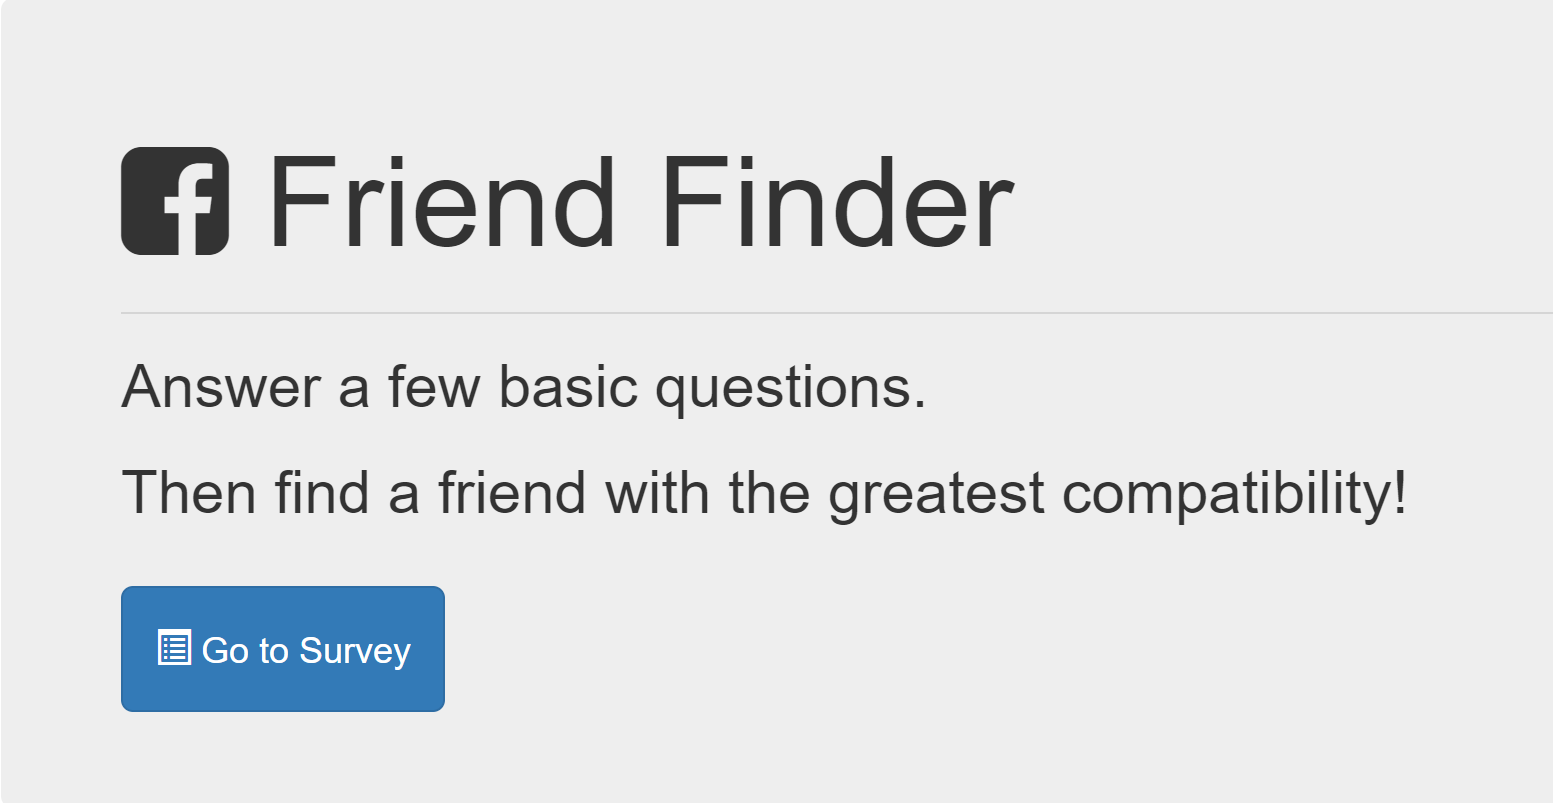 Friend Finder
Answer a few basic questions.
Then find a friend with the greatest compatibility!
Go to Survey